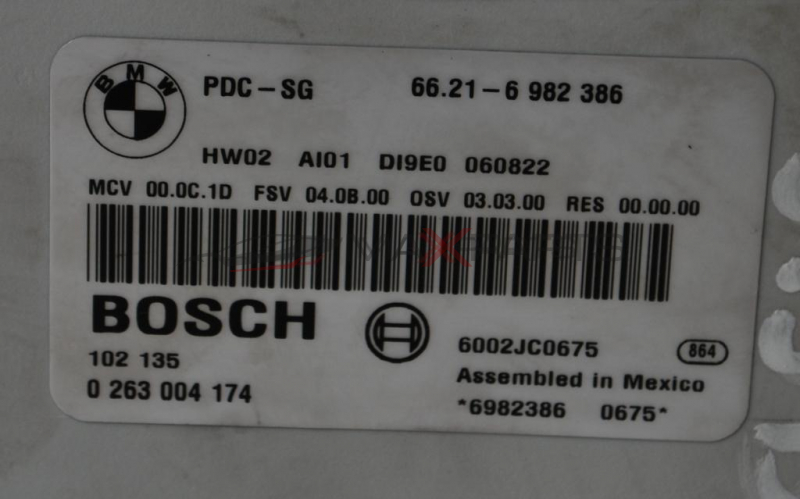 BMW
PDC-SG 66.21-6 982 386
HW02 AI01 DI9E0 060822
MCV 00.0C.1D FSV 04.0B.00 OSV 03.03.00 RES 00.00.00
BOSCH
6002JC0675 864
102 135
Assembled in Mexico
0 263 004 174
*6982386 0675*